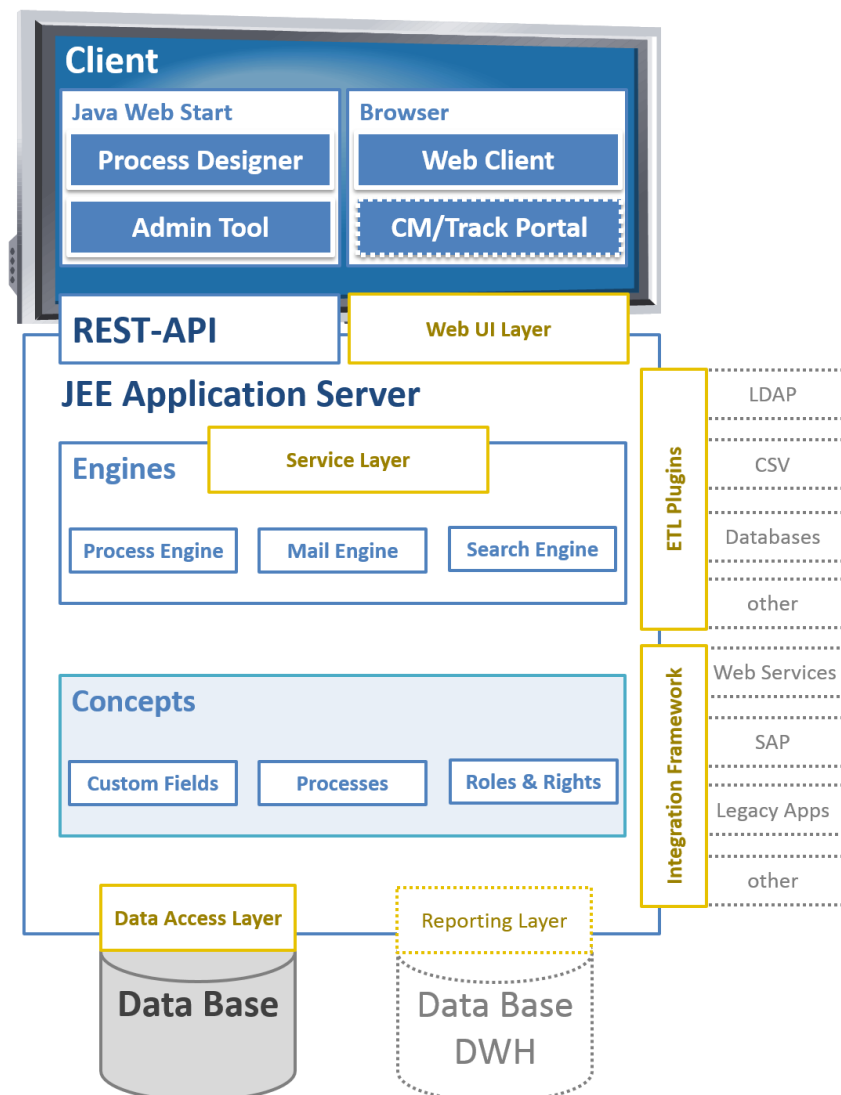 Client
Java Web Start
Browser
Process Designer
Web Client
Admin Tool
CM/Track Portal
REST-API
Web UI Layer
JEE Application Server
Engines
Service Layer
Process Engine
Mail Engine
Search Engine
Concepts
Custom Fields
Processes
Roles & Rights
ETL Plugins
LDAP
CSV
Databases
other
Integration Framework
Web Services
SAP
Legacy Apps
other
Data Access Layer
Reporting Layer
Data Base
Data Base
DWH